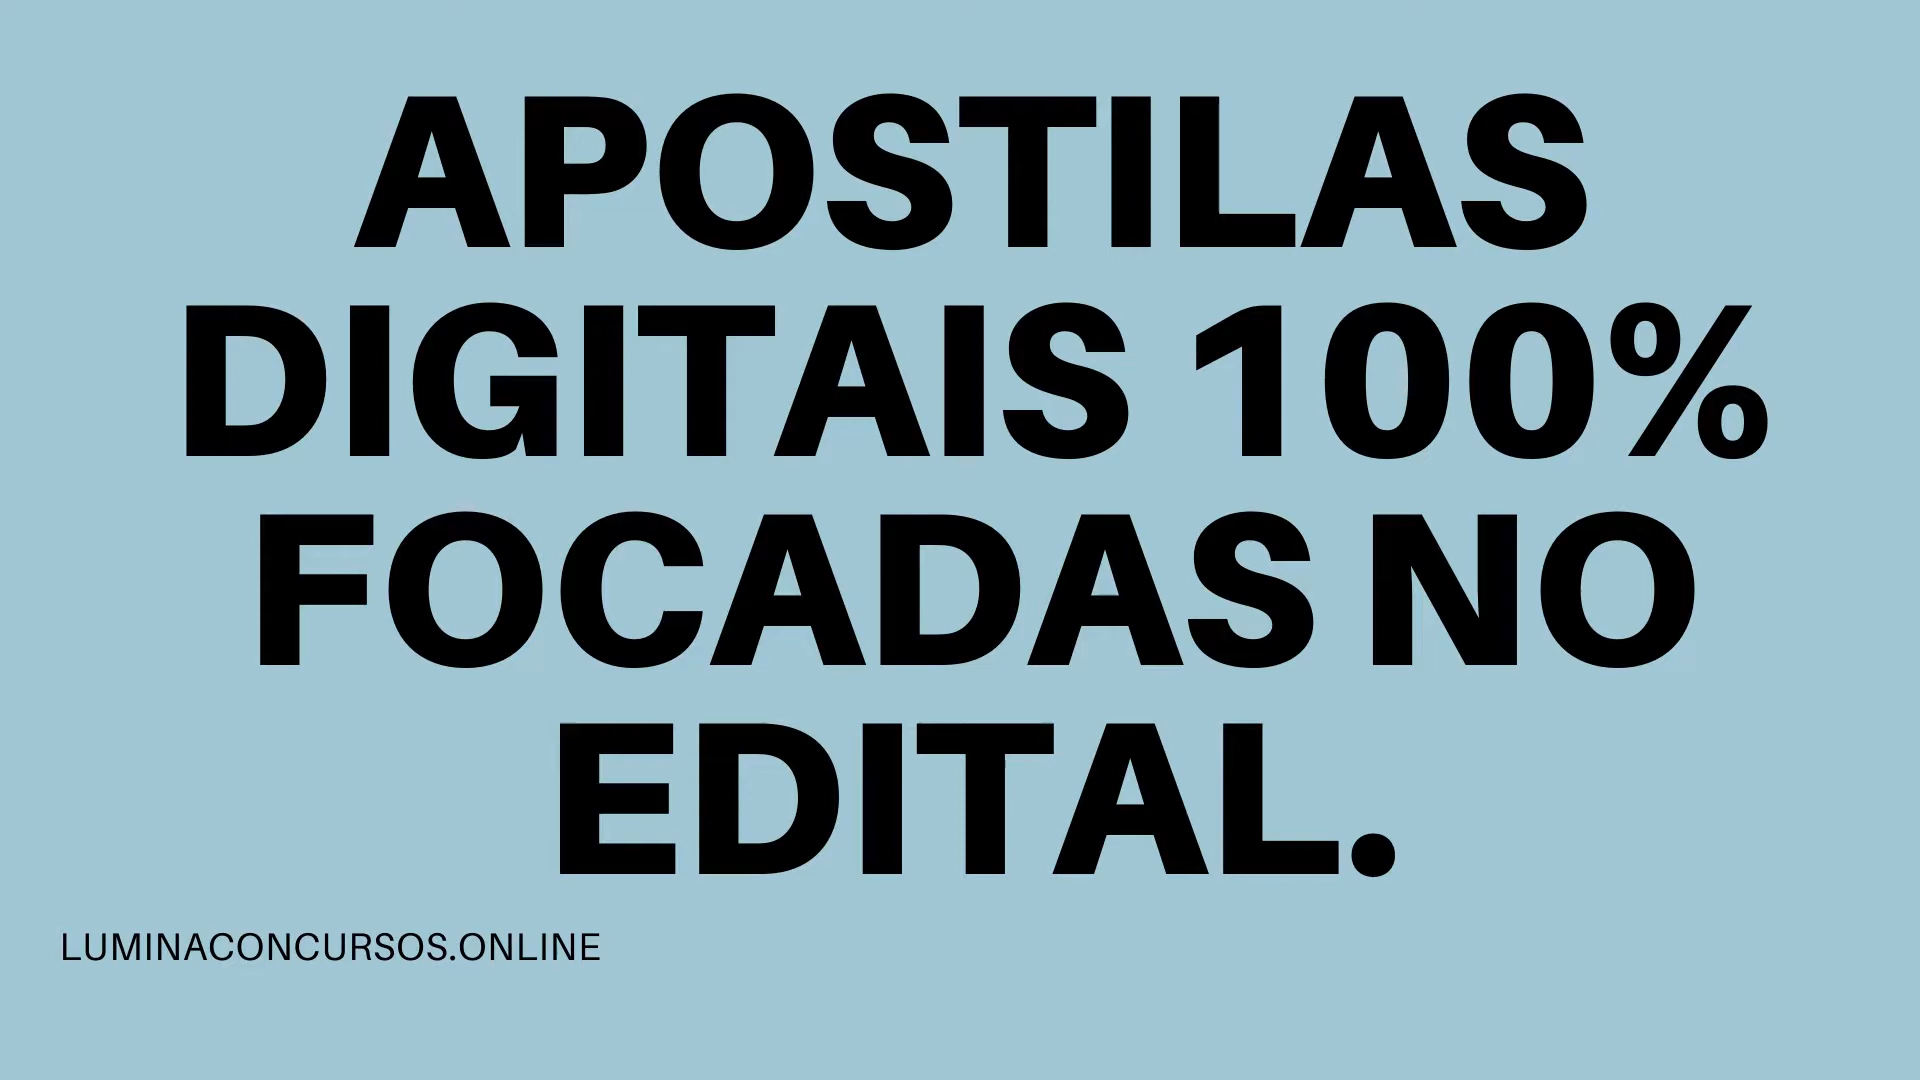 APOSTILAS
DIGITAIS 100%
FOCADAS NO
EDITAL.
LUMINACONCURSOS.ONLINE